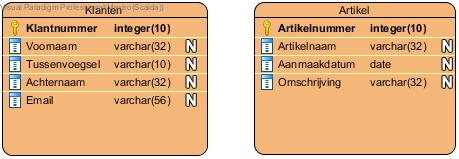 Visual Paradigm Professional (Maestro(Scalda))
Klanten
Klantnummer integer(10)
Voornaam varchar(32) N
Tussenvoegsel varchar(10) N
Achternaam varchar(32) N
Email varchar(56) N
Artikel
Artikelnummer integer(10)
Artikelnaam varchar(32) N
Aanmaakdatum date N
Omschrijving varchar(32) N